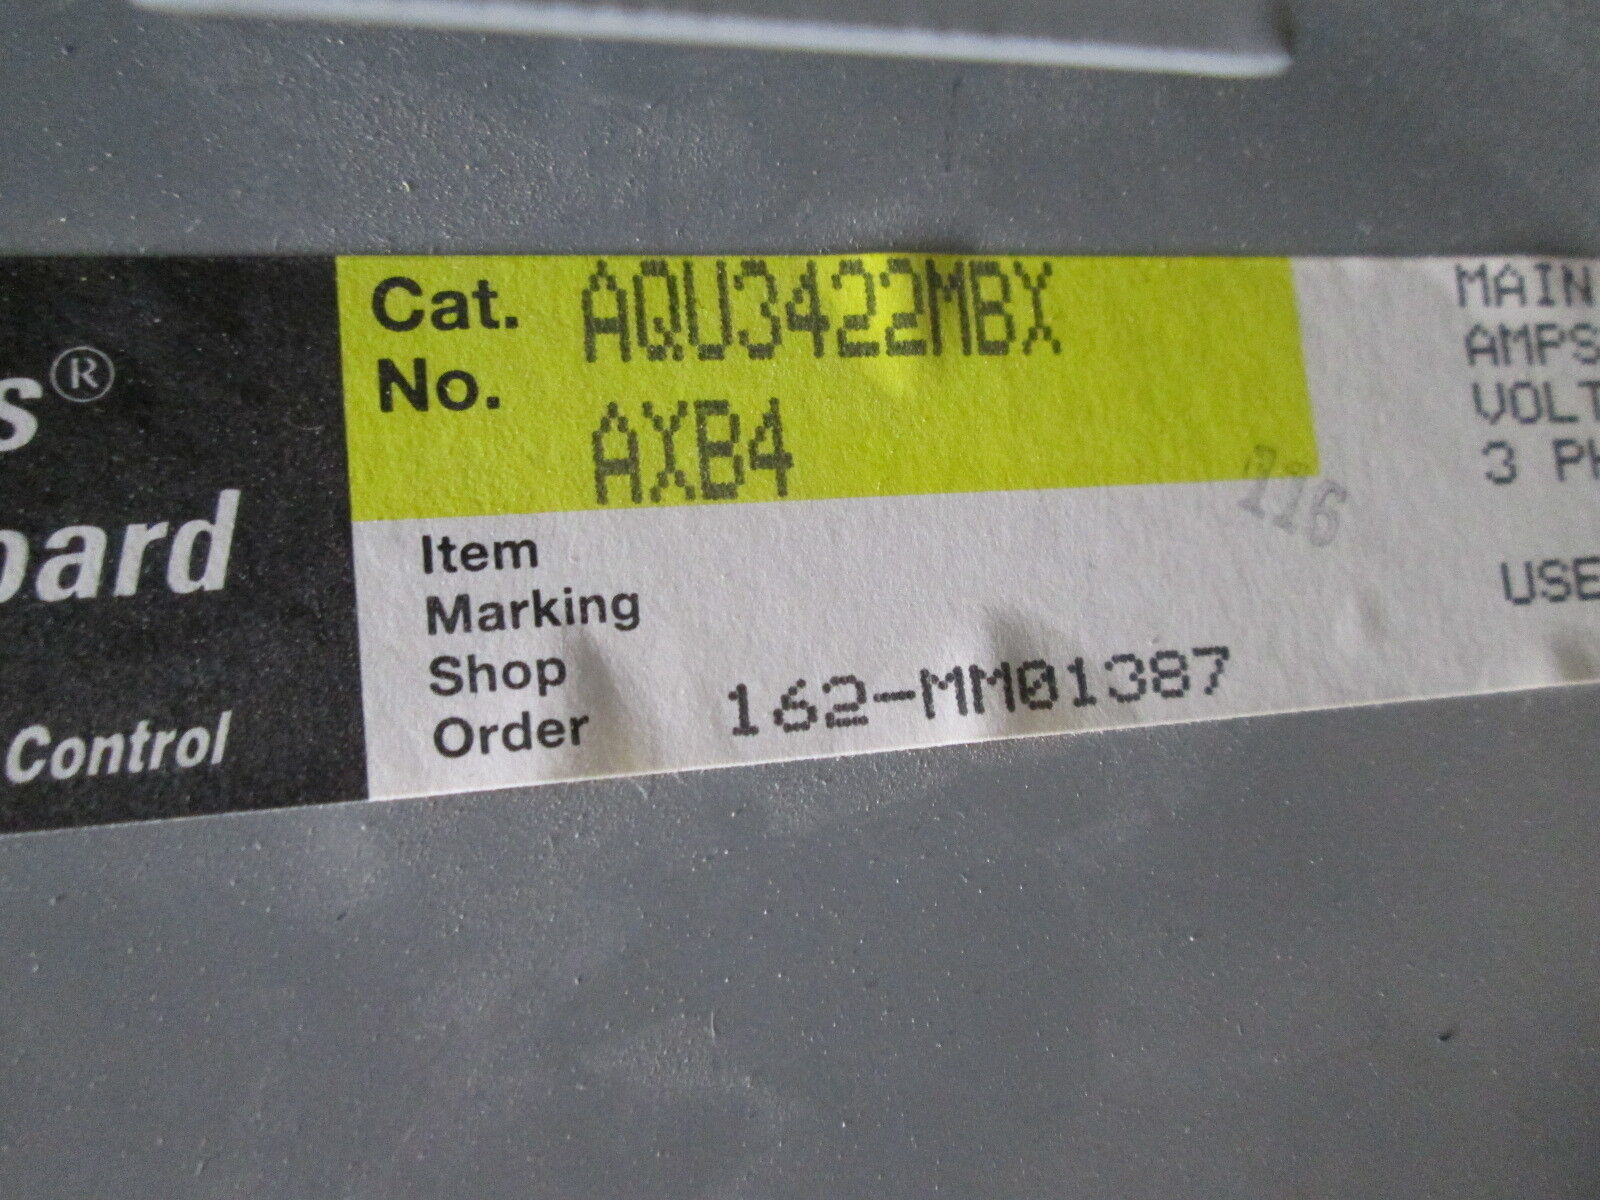 s®
oard
Control
Cat. No. AQU3422MBX
AXB4
Item
Marking
Shop
Order 162-MM01387
116
MAIN
AMPS
VOLT
3 PH
USE